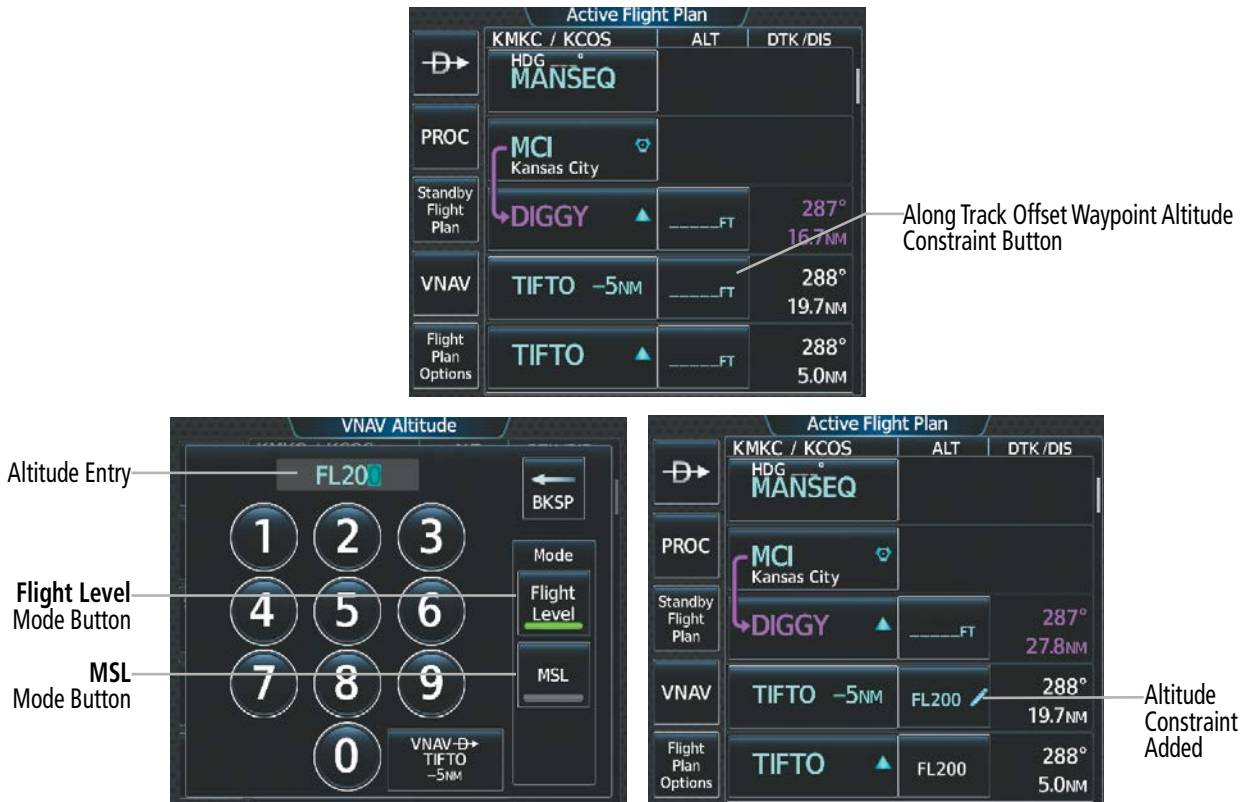 Active Flight Plan
KMKC / KCOS ALT DTK/DIS
HDG ___°
MANSEQ
PROC
MCI
Kansas City
Standby
Flight
Plan
DIGGY _____FT 287°
16.7NM
Along Track Offset Waypoint Altitude
Constraint Button
VNAV
TIFTO -5NM _____FT 288°
19.7NM
Flight
Plan
Options
TIFTO _____FT 288°
5.0NM
VNAV Altitude
Altitude Entry
FL200
BKSP
1 2 3
Mode
Flight Level
Mode Button
4 5 6
Flight
Level
MSL
Mode Button
7 8 9
MSL
0
VNAV-D→
TIFTO
-5NM
Active Flight Plan
KMKC / KCOS ALT DTK/DIS
D→
HDG ___°
MANSEQ
PROC
MCI
Kansas City
Standby
Flight
Plan
DIGGY _____FT 287°
27.8NM
VNAV
TIFTO -5NM FL200 288°
19.7NM
Altitude
Constraint
Added
Flight
Plan
Options
TIFTO FL200 288°
5.0NM